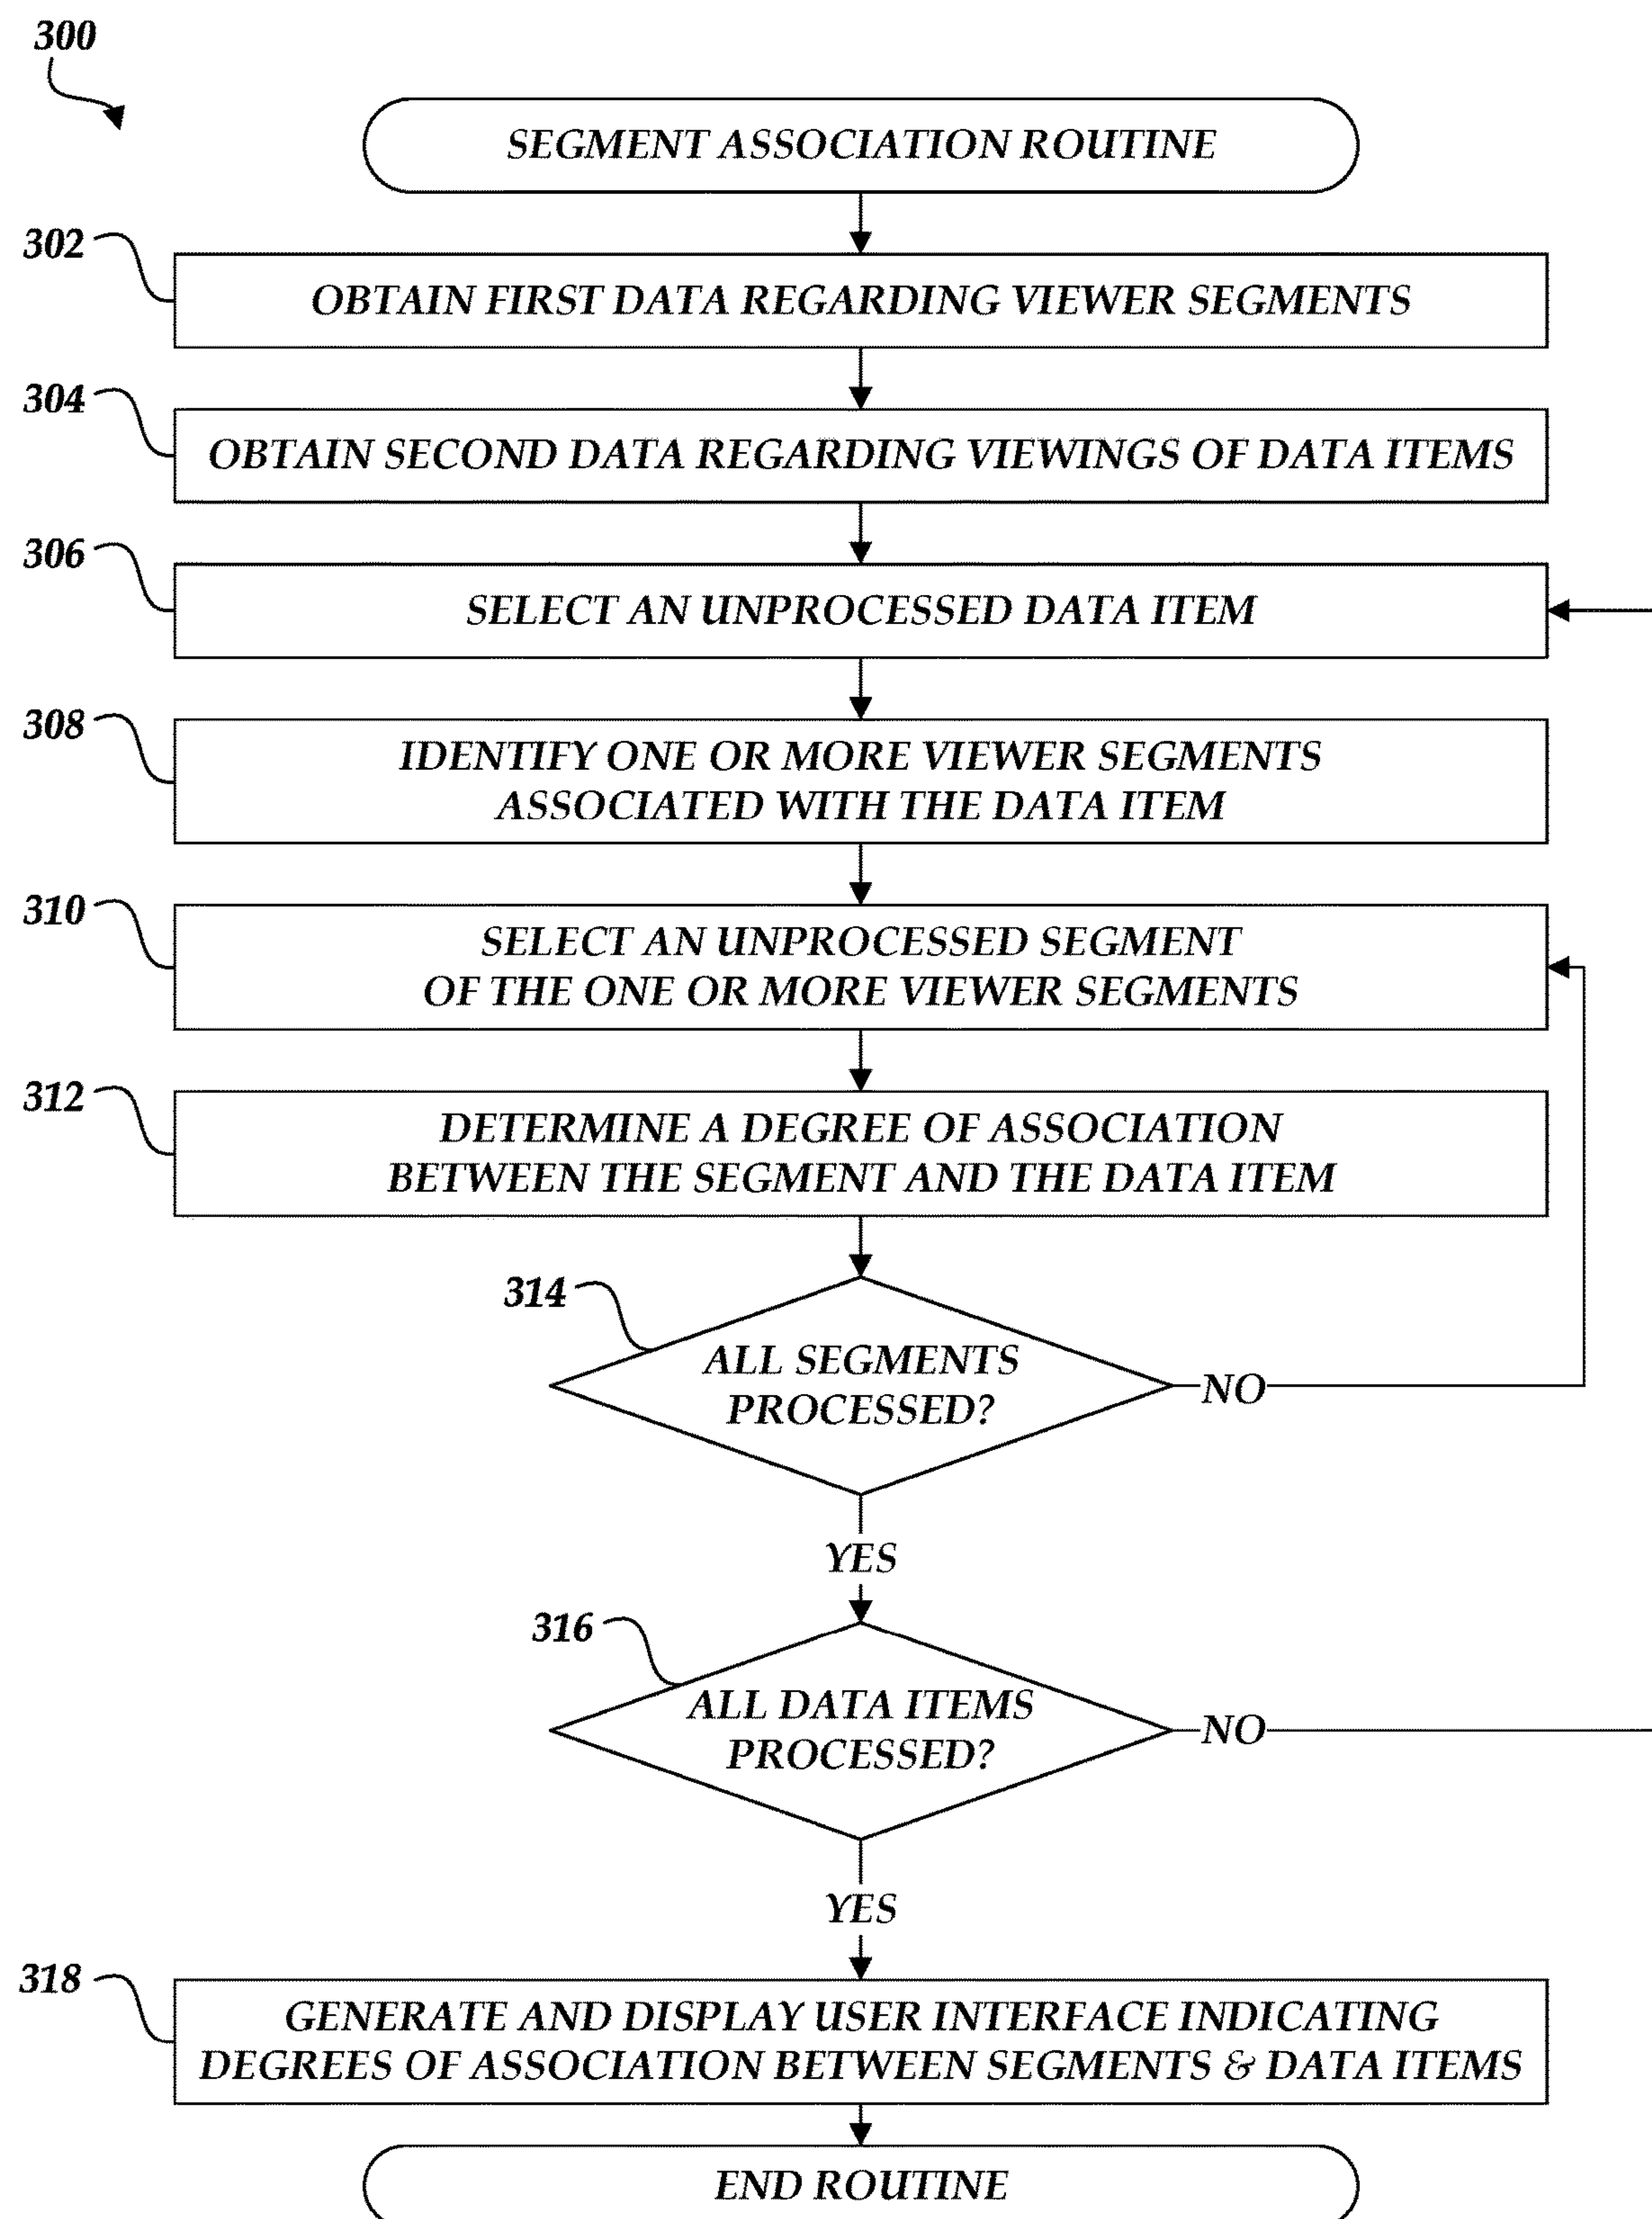 300
SEGMENT ASSOCIATION ROUTINE
302
OBTAIN FIRST DATA REGARDING VIEWER SEGMENTS
304
OBTAIN SECOND DATA REGARDING VIEWINGS OF DATA ITEMS
306
SELECT AN UNPROCESSED DATA ITEM
308
IDENTIFY ONE OR MORE VIEWER SEGMENTS
ASSOCIATED WITH THE DATA ITEM
310
SELECT AN UNPROCESSED SEGMENT
OF THE ONE OR MORE VIEWER SEGMENTS
312
DETERMINE A DEGREE OF ASSOCIATION
BETWEEN THE SEGMENT AND THE DATA ITEM
314
ALL SEGMENTS
PROCESSED?
NO
YES
316
ALL DATA ITEMS
PROCESSED?
NO
YES
318
GENERATE AND DISPLAY USER INTERFACE INDICATING
DEGREES OF ASSOCIATION BETWEEN SEGMENTS & DATA ITEMS
END ROUTINE